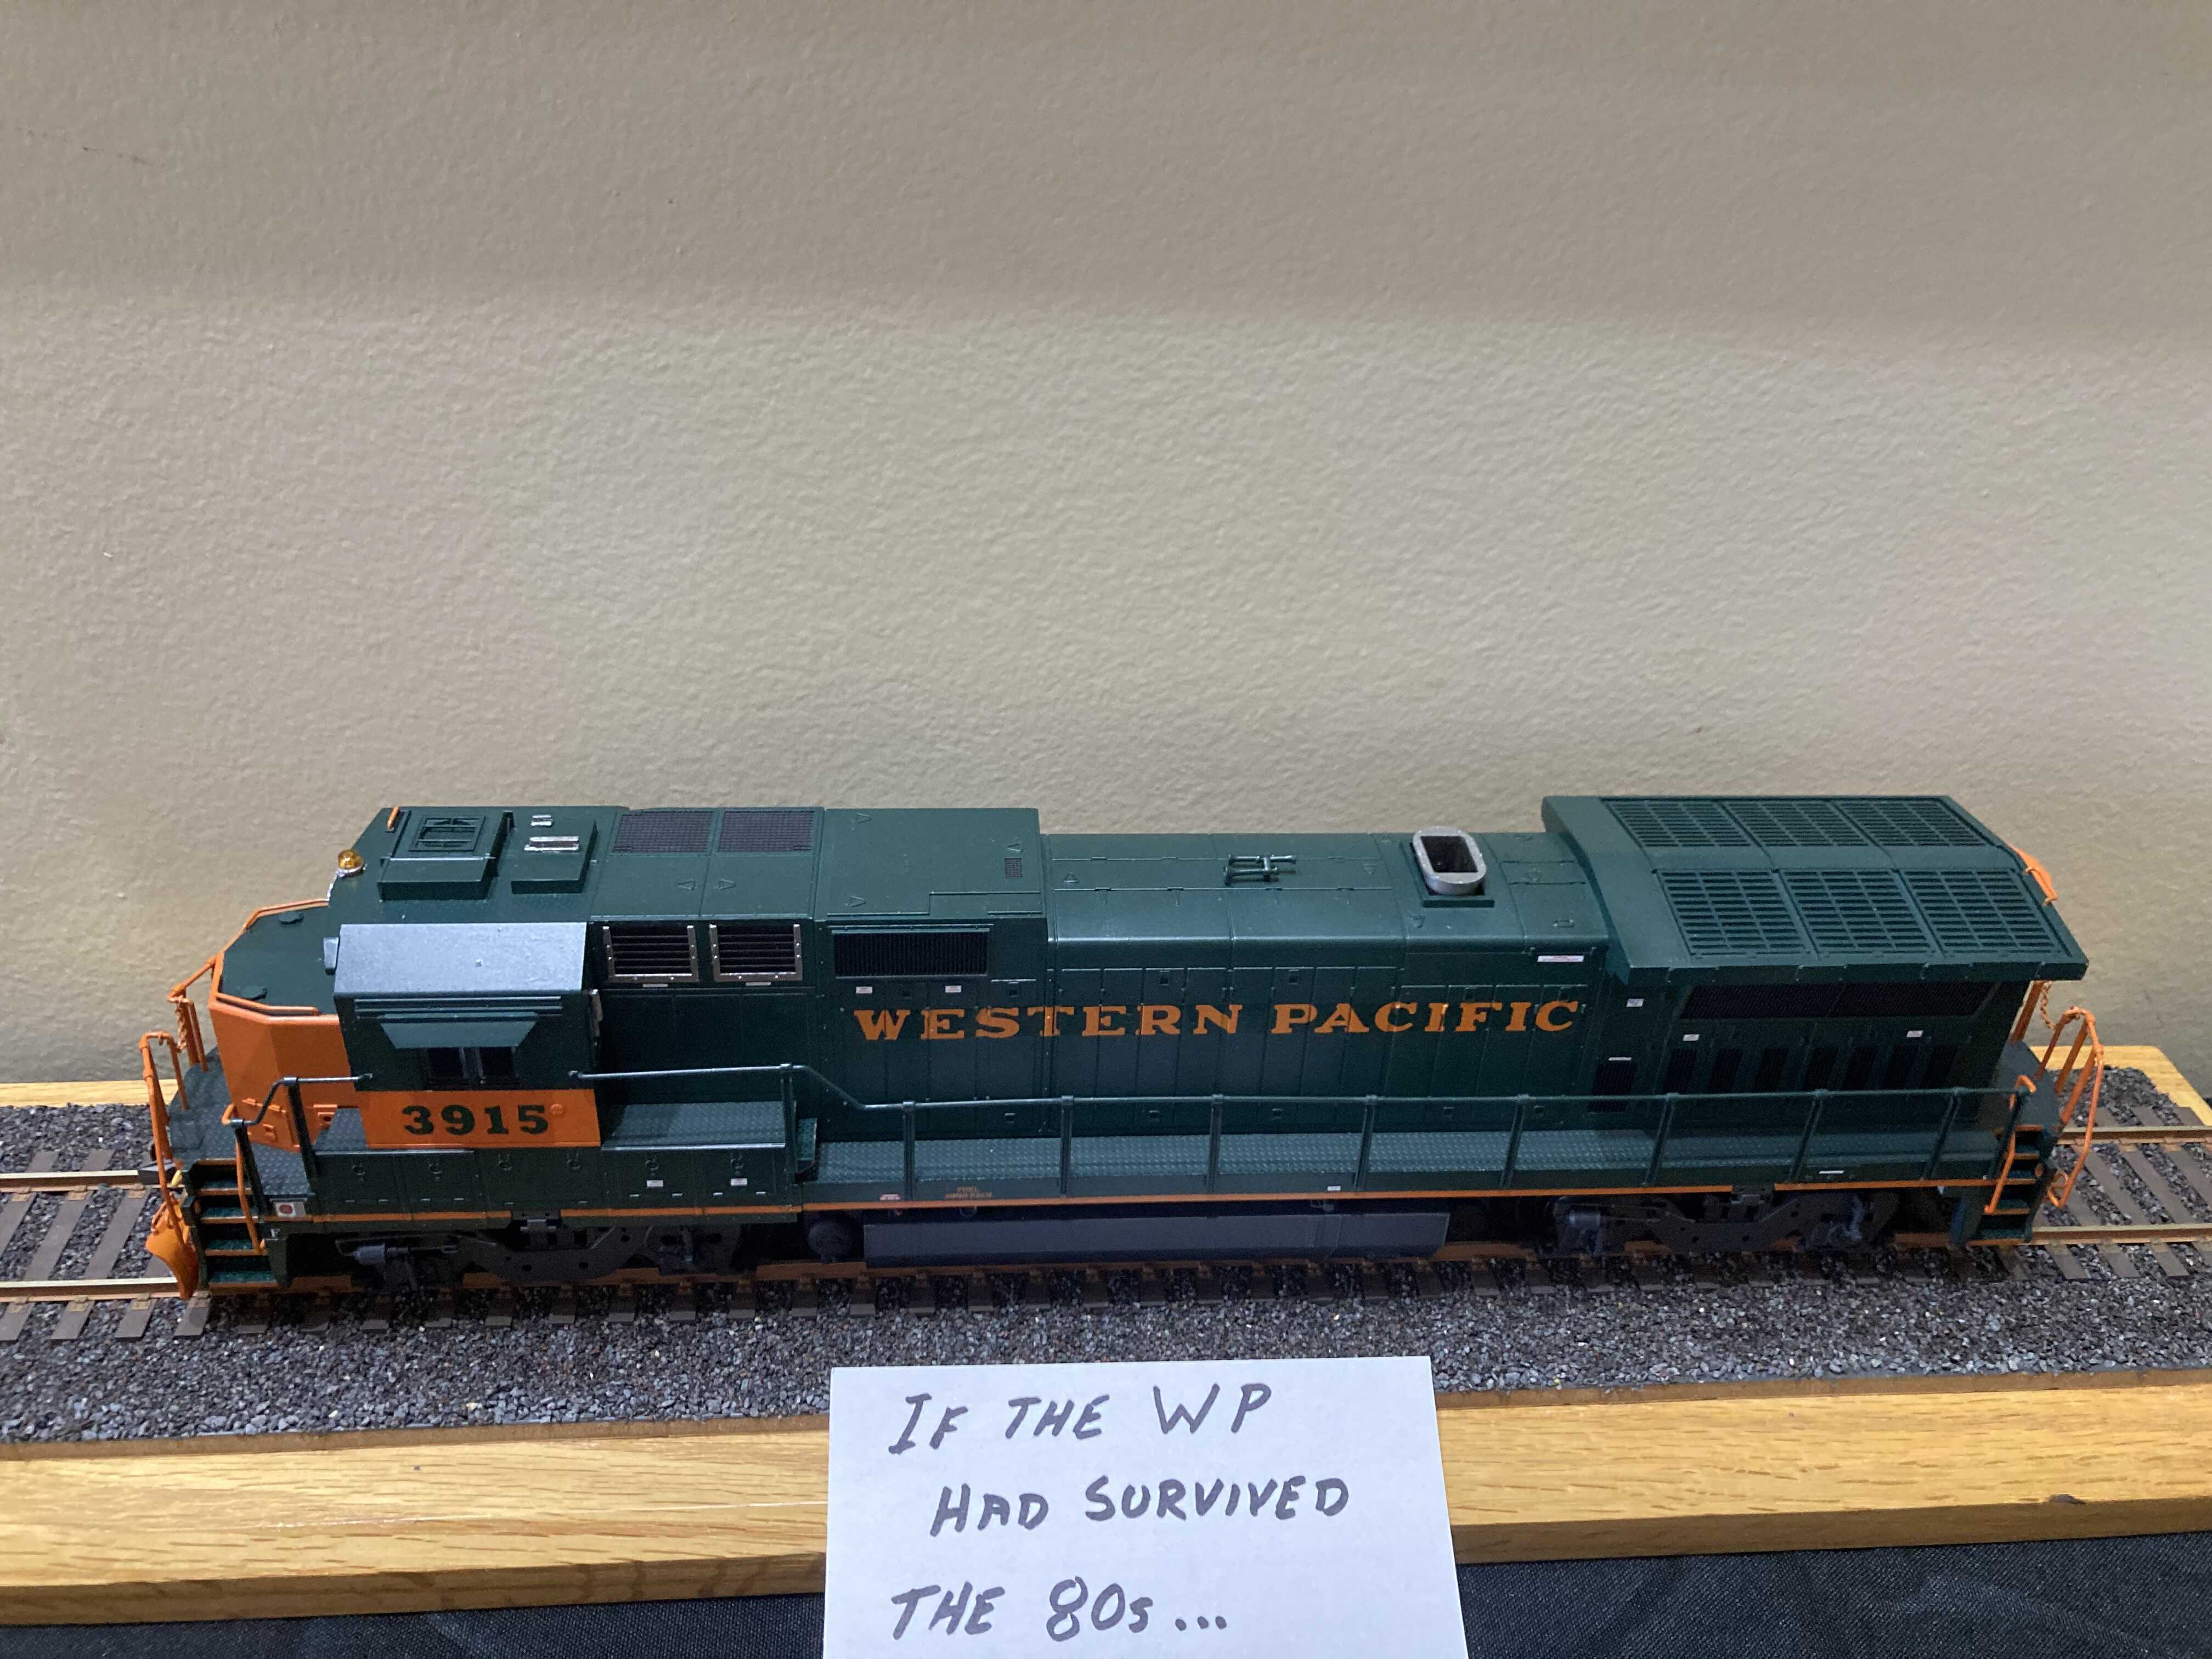 WESTERN PACIFIC
3915
IF THE WP
HAD SURVIVED
THE 80s...